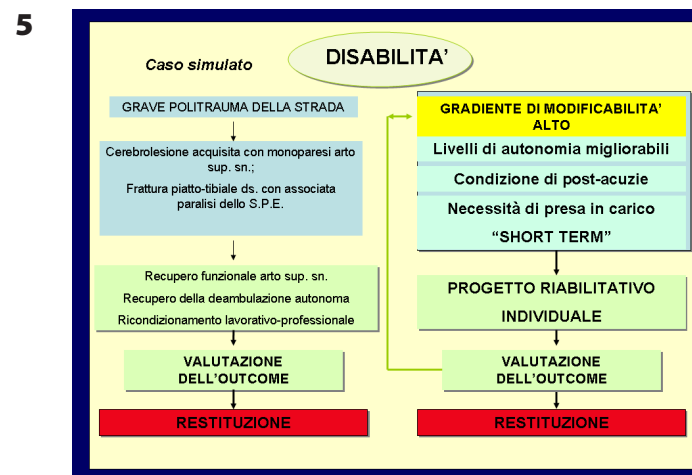 5
DISABILITA’
Caso simulato
GRAVE POLITRAUMA DELLA STRADA
Cerebrolesione acquisita con monoparesi arto
sup. sn.;
Frattura piatto-tibiale ds. con associata
paralisi dello S.P.E.
Recupero funzionale arto sup. sn.
Recupero della deambulazione autonoma
Ricondizionamento lavorativo-professionale
VALUTAZIONE
DELL’OUTCOME
RESTITUZIONE
GRADIENTE DI MODIFICABILITA’
ALTO
Livelli di autonomia migliorabili
Condizione di post-acuzie
Necessità di presa in carico
“SHORT TERM”
PROGETTO RIABILITATIVO
INDIVIDUALE
VALUTAZIONE
DELL’OUTCOME
RESTITUZIONE